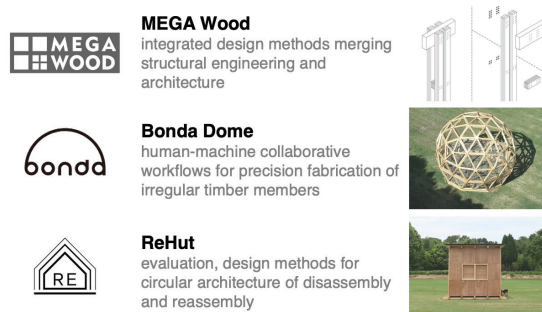 MEGA
WOOD
MEGA Wood
integrated design methods merging
structural engineering and
architecture
bonda
Bonda Dome
human-machine collaborative
workflows for precision fabrication of
irregular timber members
RE
ReHut
evaluation, design methods for
circular architecture of disassembly
and reassembly